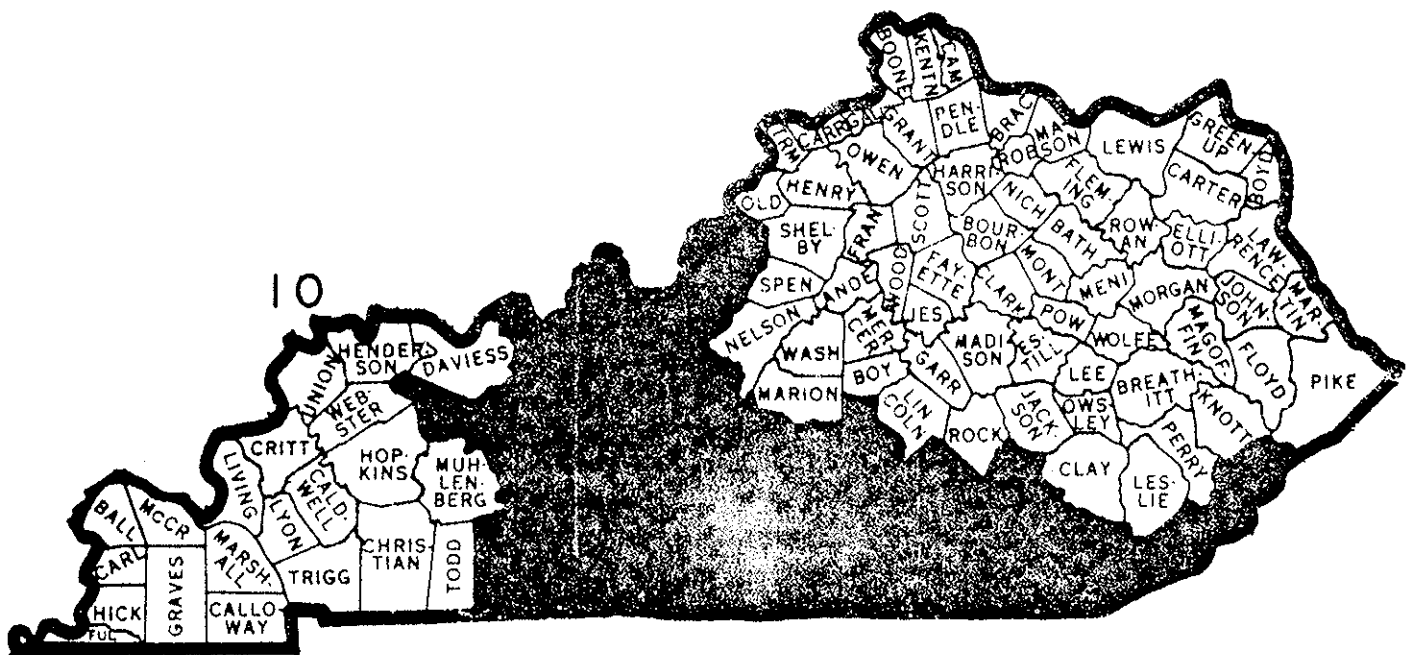 BOONE
KENTN
CAM
PEN-
DLE
GRANT
CARR
GAL
TRM
OWEN
BRAC
ROB
MA-
SON
LEWIS
GREEN-
UP
BOYD
CARTER
HENRY
HARRI-
SON
FLEM-
ING
NICH
OLD
SHEL-
BY
FRAN
SCOTT
BOUR-
BON
BATH
ROW-
AN
ELLI-
OTT
LAW-
RENCE
SPEN
ANDE
WOOD
FAY-
ETTE
CLARK
MONT
MENI
MORGAN
JOHN-
SON
MAR-
TIN
10
NELSON
WASH
MER-
CER
JES
MADI-
SON
ES-
TILL
POW
WOLFE
MAGOF-
FIN
FLOYD
PIKE
HENDER-
SON
DAVIESS
UNION
WEB-
STER
MARION
BOY
GARR
LEE
BREATH-
ITT
KNOTT
LIN
COLN
ROCK
JACK-
SON
OWS-
LEY
PERRY
CLAY
LES-
LIE
CRITT
HOP-
KINS
MUH-
LEN-
BERG
LIVING
CALD-
WELL
LYON
BALL
MCCR
MARSH-
ALL
CARL
GRAVES
TRIGG
CHRIS-
TIAN
TODD
HICK
CALLO-
WAY
FUL